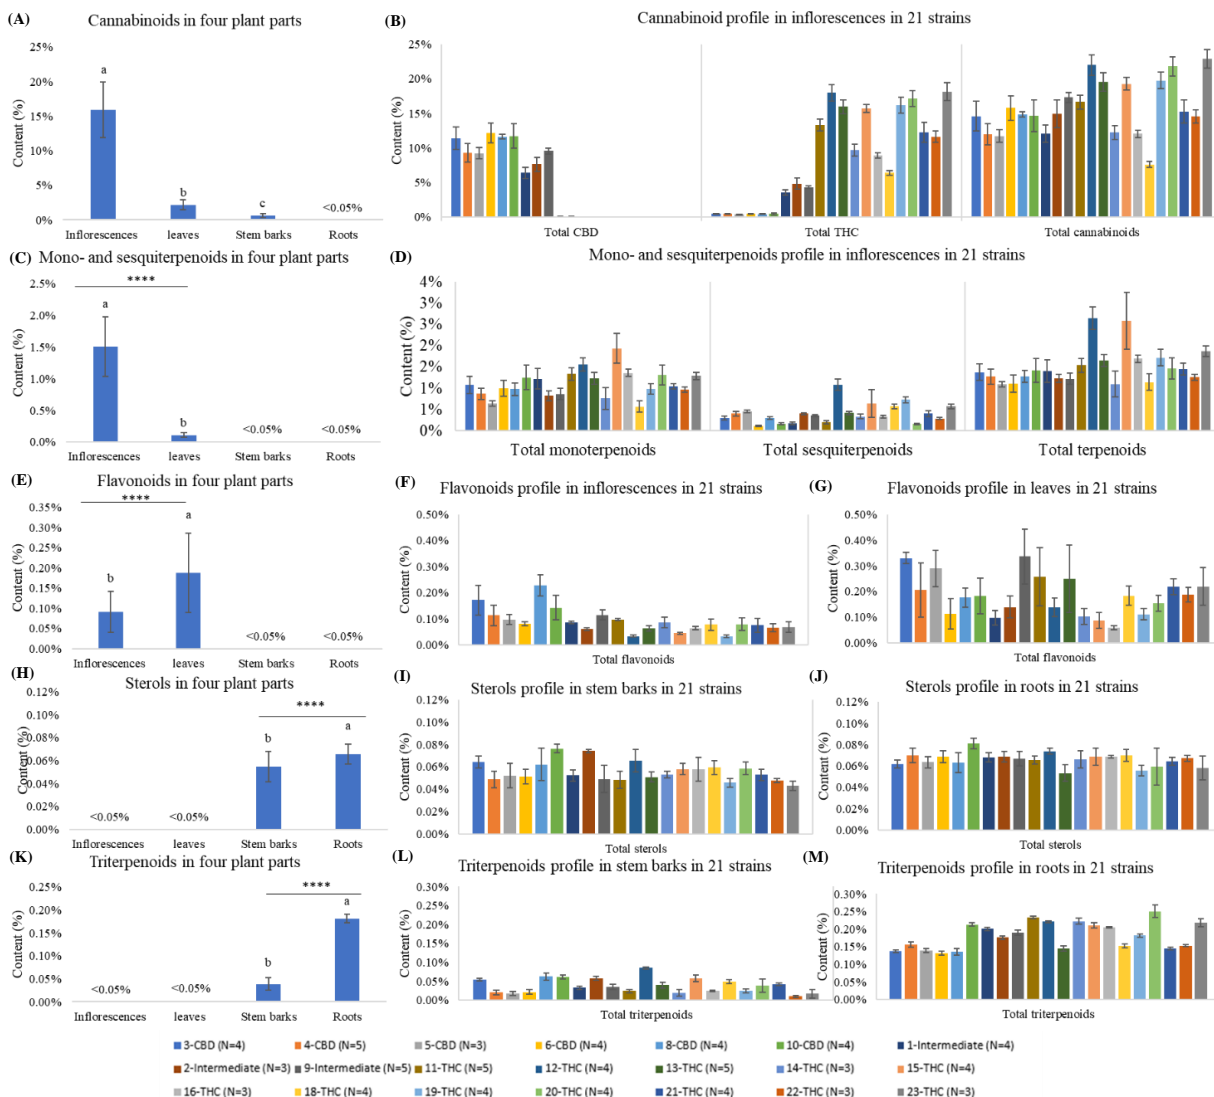 (A)
Cannabinoids in four plant parts
25%
20%
15%
10%
5%
0%
Content (%)
a
b
c
<0.05%
Inflorescences
leaves
Stem barks
Roots
(B)
Cannabinoid profile in inflorescences in 21 strains
25%
20%
15%
10%
5%
0%
Content (%)
Total CBD
Total THC
Total cannabinoids
(C)
Mono- and sesquiterpenoids in four plant parts
****
2.5%
2.0%
1.5%
1.0%
0.5%
0.0%
Content (%)
a
b
<0.05%
<0.05%
Inflorescences
leaves
Stem barks
Roots
(D)
Mono- and sesquiterpenoids profile in inflorescences in 21 strains
4%
3%
3%
2%
2%
1%
1%
0%
Content (%)
Total monoterpenoids
Total sesquiterpenoids
Total terpenoids
(E)
Flavonoids in four plant parts
****
0.35%
0.30%
0.25%
0.20%
0.15%
0.10%
0.05%
0.00%
Content (%)
b
a
<0.05%
<0.05%
Inflorescences
leaves
Stem barks
Roots
(F)
Flavonoids profile in inflorescences in 21 strains
0.50%
0.40%
0.30%
0.20%
0.10%
0.00%
Content (%)
Total flavonoids
(G)
Flavonoids profile in leaves in 21 strains
0.50%
0.40%
0.30%
0.20%
0.10%
0.00%
Content (%)
Total flavonoids
(H)
Sterols in four plant parts
****
0.12%
0.10%
0.08%
0.06%
0.04%
0.02%
0.00%
Content (%)
<0.05%
<0.05%
b
a
Inflorescences
leaves
Stem barks
Roots
(I)
Sterols profile in stem barks in 21 strains
0.12%
0.10%
0.08%
0.06%
0.04%
0.02%
0.00%
Content (%)
Total sterols
(J)
Sterols profile in roots in 21 strains
0.12%
0.10%
0.08%
0.06%
0.04%
0.02%
0.00%
Content (%)
Total sterols
(K)
Triterpenoids in four plant parts
****
0.25%
0.20%
0.15%
0.10%
0.05%
0.00%
Content (%)
<0.05%
<0.05%
b
a
Inflorescences
leaves
Stem barks
Roots
(L)
Triterpenoids profile in stem barks in 21 strains
0.30%
0.25%
0.20%
0.15%
0.10%
0.05%
0.00%
Content (%)
Total triterpenoids
(M)
Triterpenoids profile in roots in 21 strains
0.30%
0.25%
0.20%
0.15%
0.10%
0.05%
0.00%
Content (%)
Total triterpenoids
3-CBD (N=4) 4-CBD (N=5) 5-CBD (N=3) 6-CBD (N=4) 8-CBD (N=4) 10-CBD (N=4) 1-Intermediate (N=4)
2-Intermediate (N=3) 9-Intermediate (N=5) 11-THC (N=5) 12-THC (N=4) 13-THC (N=5) 14-THC (N=3) 15-THC (N=4)
16-THC (N=3) 18-THC (N=4) 19-THC (N=4) 20-THC (N=4) 21-THC (N=4) 22-THC (N=3) 23-THC (N=3)